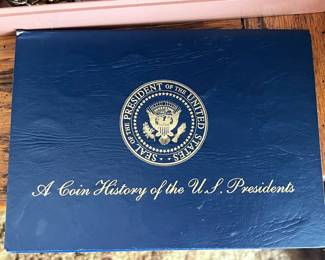 SEAL OF THE PRESIDENT OF THE UNITED STATES
A Coin History of the U.S. Presidents